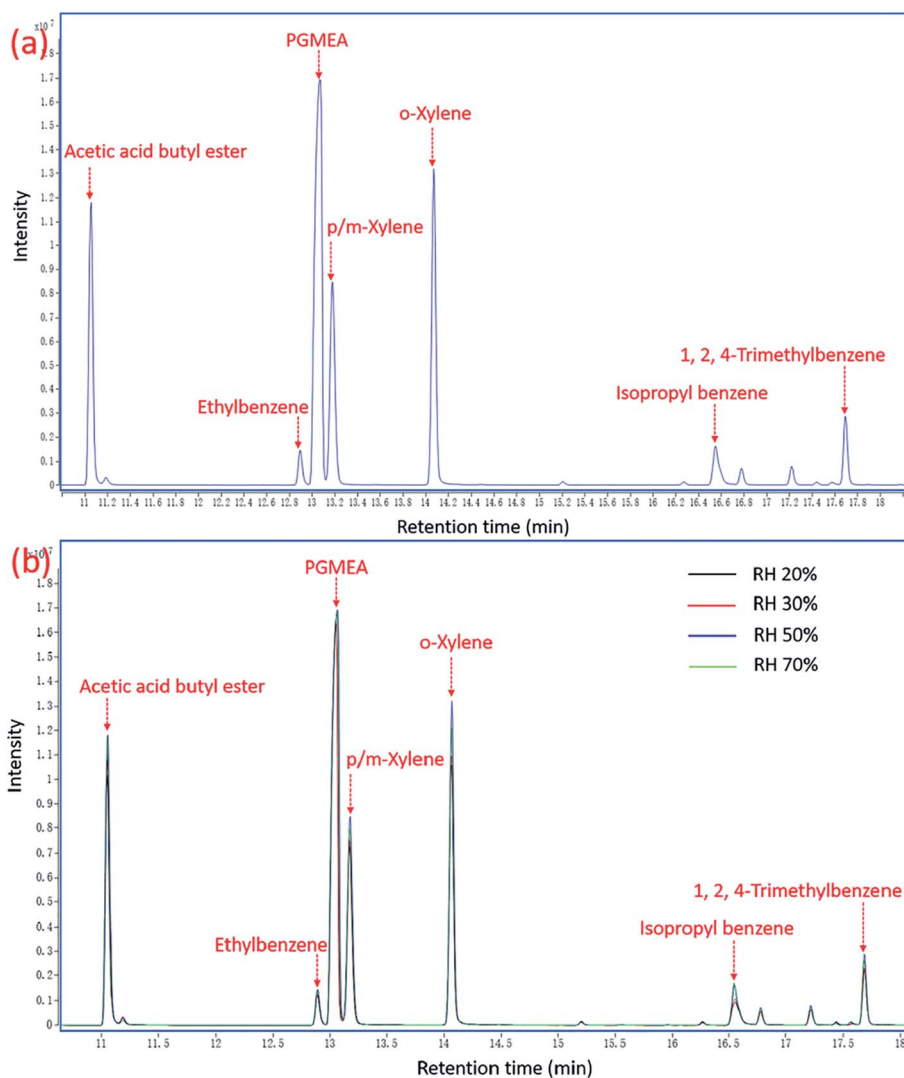 (a)
x10⁷
PGMEA
o-Xylene
Acetic acid butyl ester
p/m-Xylene
1, 2, 4-Trimethylbenzene
Ethylbenzene
Isopropyl benzene
Intensity
1.8
1.7
1.6
1.5
1.4
1.3
1.2
1.1
1
0.9
0.8
0.7
0.6
0.5
0.4
0.3
0.2
0.1
0
11 11.2 11.4 11.6 11.8 12 12.2 12.4 12.6 12.8 13 13.2 13.4 13.6 13.8 14 14.2 14.4 14.6 14.8 15 15.2 15.4 15.6 15.8 16 16.2 16.4 16.6 16.8 17 17.2 17.4 17.6 17.8 18
Retention time (min)
(b)
PGMEA
RH 20%
RH 30%
RH 50%
RH 70%
o-Xylene
Acetic acid butyl ester
p/m-Xylene
1, 2, 4-Trimethylbenzene
Ethylbenzene
Isopropyl benzene
Intensity
1.8
1.7
1.6
1.5
1.4
1.3
1.2
1.1
1
0.9
0.8
0.7
0.6
0.5
0.4
0.3
0.2
0.1
0
11 11.5 12 12.5 13 13.5 14 14.5 15 15.5 16 16.5 17 17.5 18
Retention time (min)